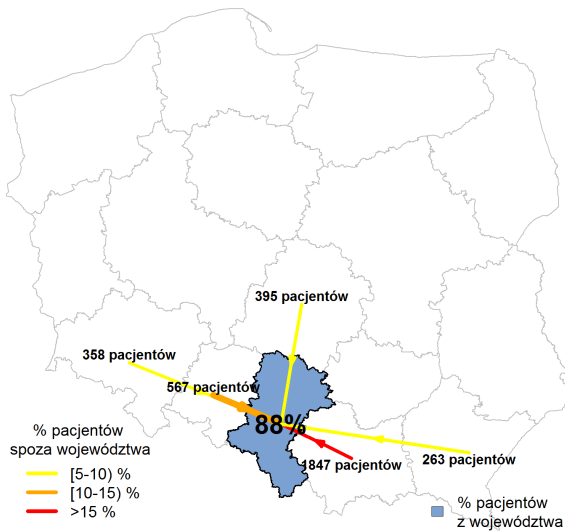 395 pacjentów
358 pacjentów
567 pacjentów
88%
1847 pacjentów
263 pacjentów
% pacjentów
spoza województwa
[5-10) %
[10-15) %
>15 %
% pacjentów
z województwa